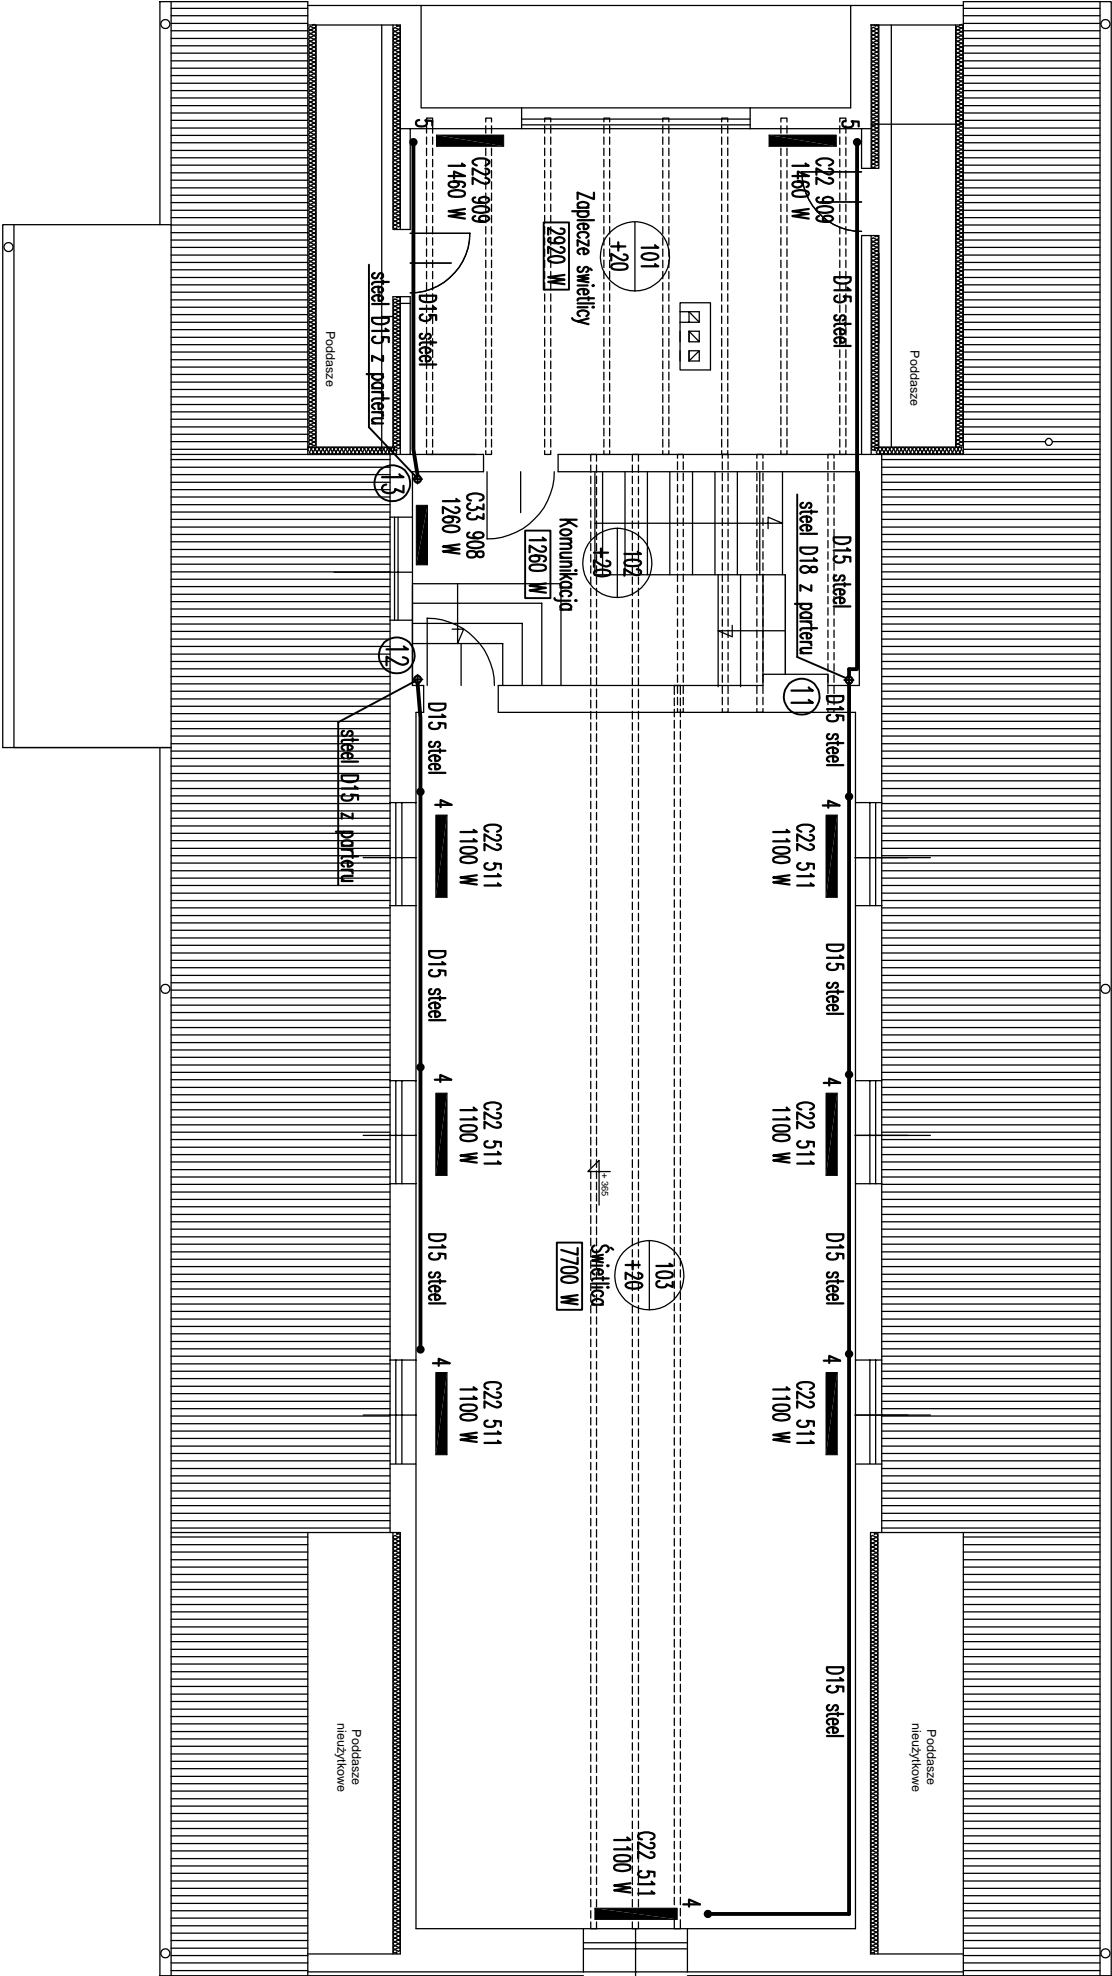 5
C22 909
1460 W
D15 steel
Poddasze
101
+20
Zaplecze świetlicy
2920 W
5
C22 909
1460 W
D15 steel
steel D15 z parteru
Poddasze
13
C33 908
1260 W
102
+20
Komunikacja
1260 W
D15 steel
steel D18 z parteru
11
12
steel D15 z parteru
D15 steel
4
C22 511
1100 W
D15 steel
4
C22 511
1100 W
D15 steel
4
C22 511
1100 W
D15 steel
D15 steel
4
C22 511
1100 W
D15 steel
4
C22 511
1100 W
D15 steel
4
C22 511
1100 W
+ 365
103
+20
Świetlica
7700 W
4
C22 511
1100 W
D15 steel
Poddasze
nieużytkowe
Poddasze
nieużytkowe